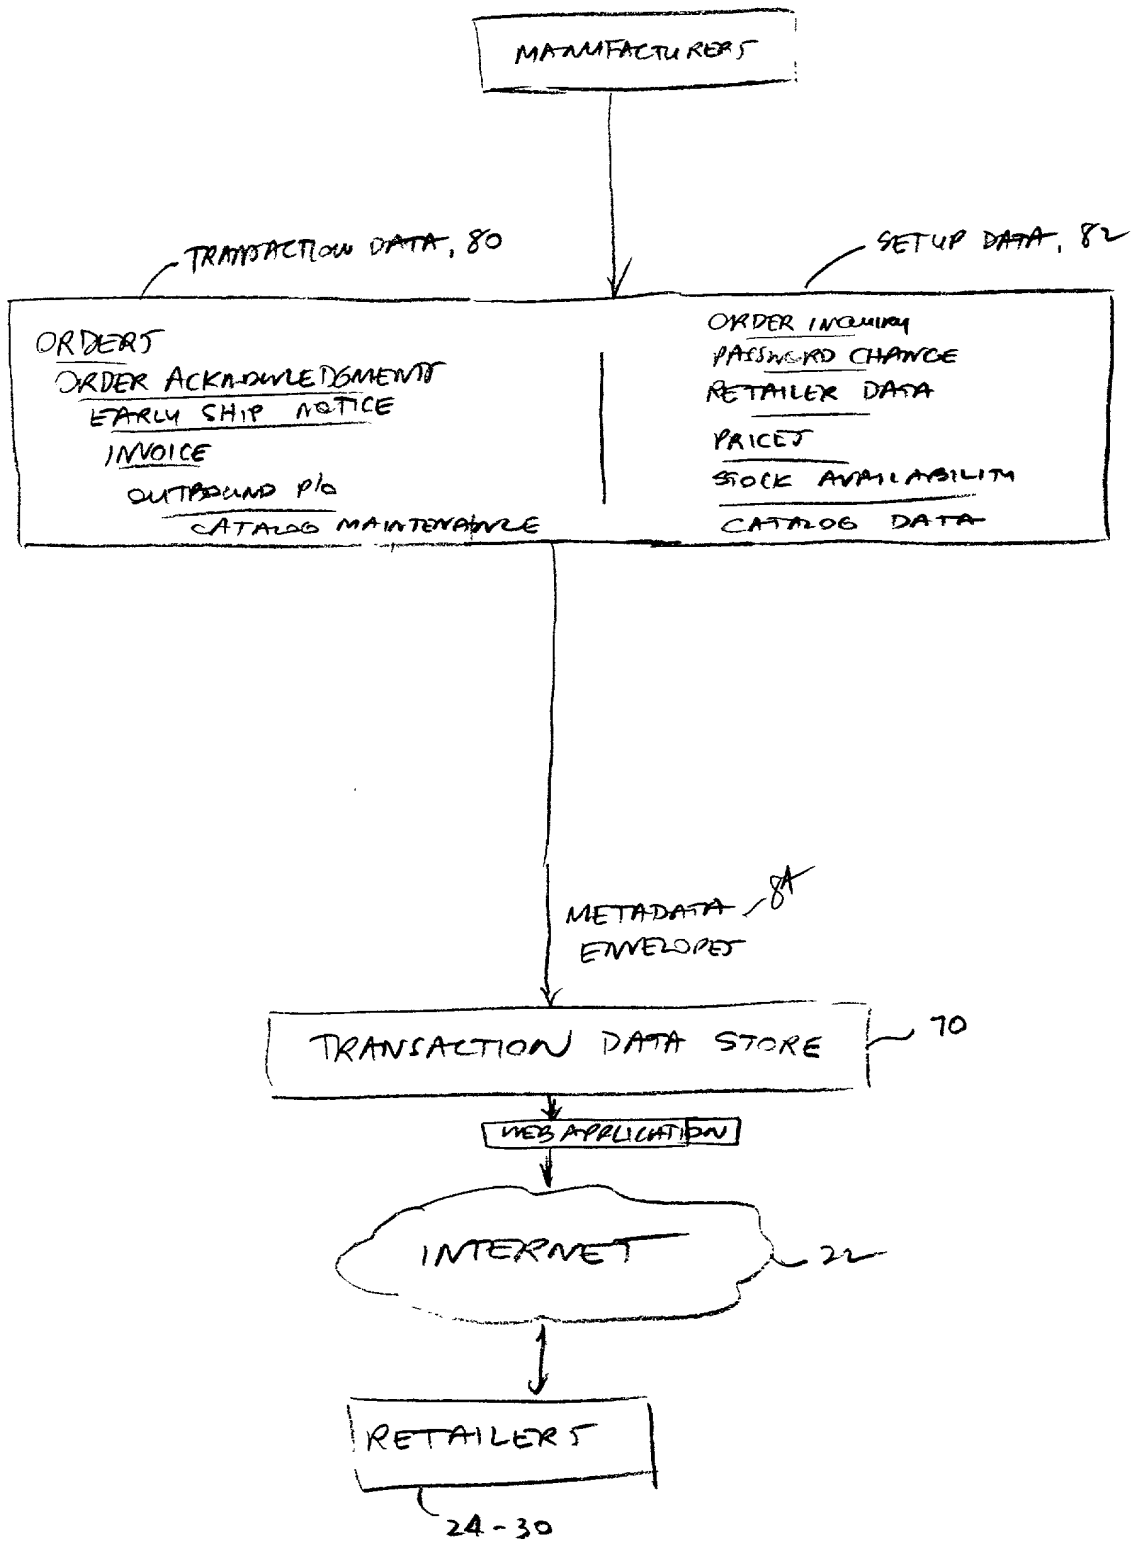 MANUFACTURERS
TRANSACTION DATA, 80
SETUP DATA, 82
ORDERS
ORDER ACKNOWLEDGMENTS
EARLY SHIP NOTICE
INVOICE
OUTBOUND P/O
CATALOG MAINTENANCE
ORDER INQUIRY
PASSWORD CHANGE
RETAILER DATA
PRICES
STOCK AVAILABILITY
CATALOG DATA
METADATA 84
ENVELOPES
TRANSACTION DATA STORE 70
WEB APPLICATION
INTERNET 22
RETAILERS
24-30